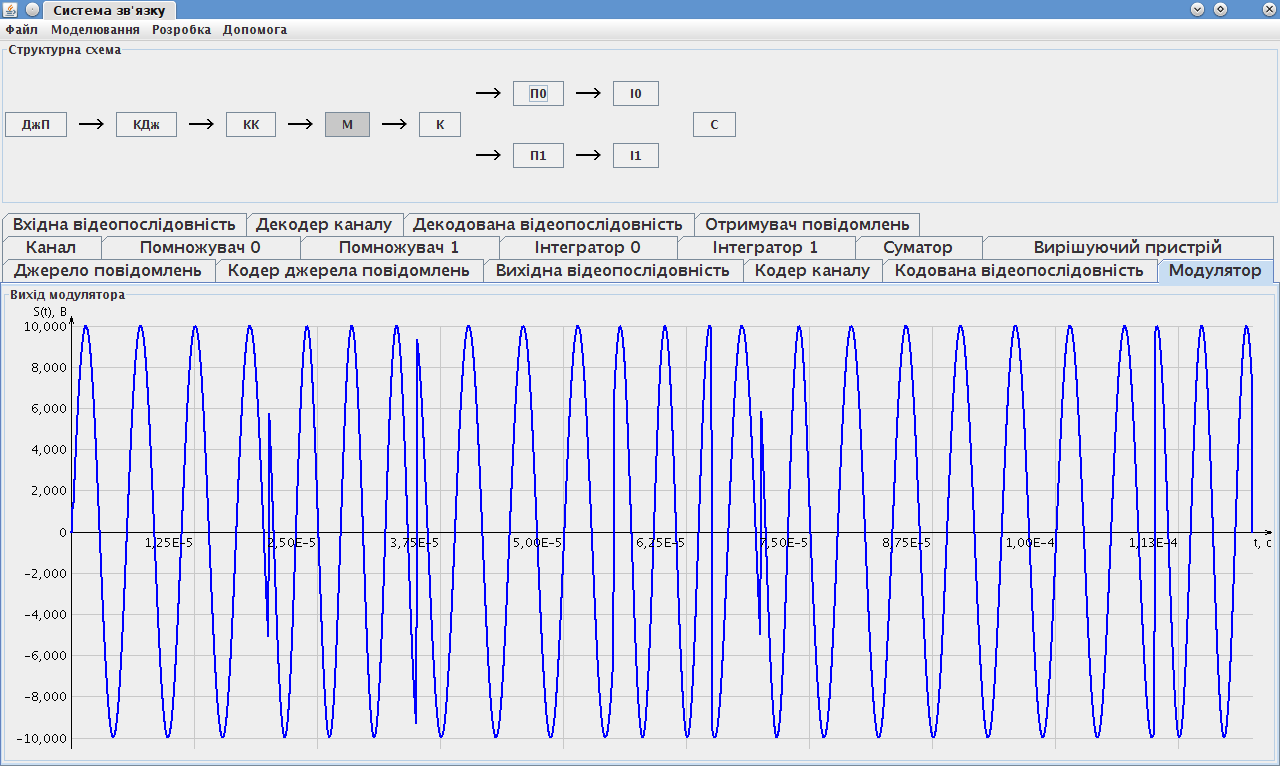 Система зв'язку
Файл Моделювання Розробка Допомога
Структурна схема
П0 І0
ДжП КДж КК М К С
П1 І1
Вхідна відеопослідовність Декодер каналу Декодована відеопослідовність Отримувач повідомлень
Канал Помножувач 0 Помножувач 1 Інтегратор 0 Інтегратор 1 Суматор Вирішуючий пристрій
Джерело повідомлень Кодер джерела повідомлень Вихідна відеопослідовність Кодер каналу Кодована відеопослідовність Модулятор
Вихід модулятора
S(t), В
10,000
8,000
6,000
4,000
2,000
0
1,25E-5 2,50E-5 3,75E-5 5,00E-5 6,25E-5 7,50E-5 8,75E-5 1,00E-4 1,13E-4 t, с
-2,000
-4,000
-6,000
-8,000
-10,000